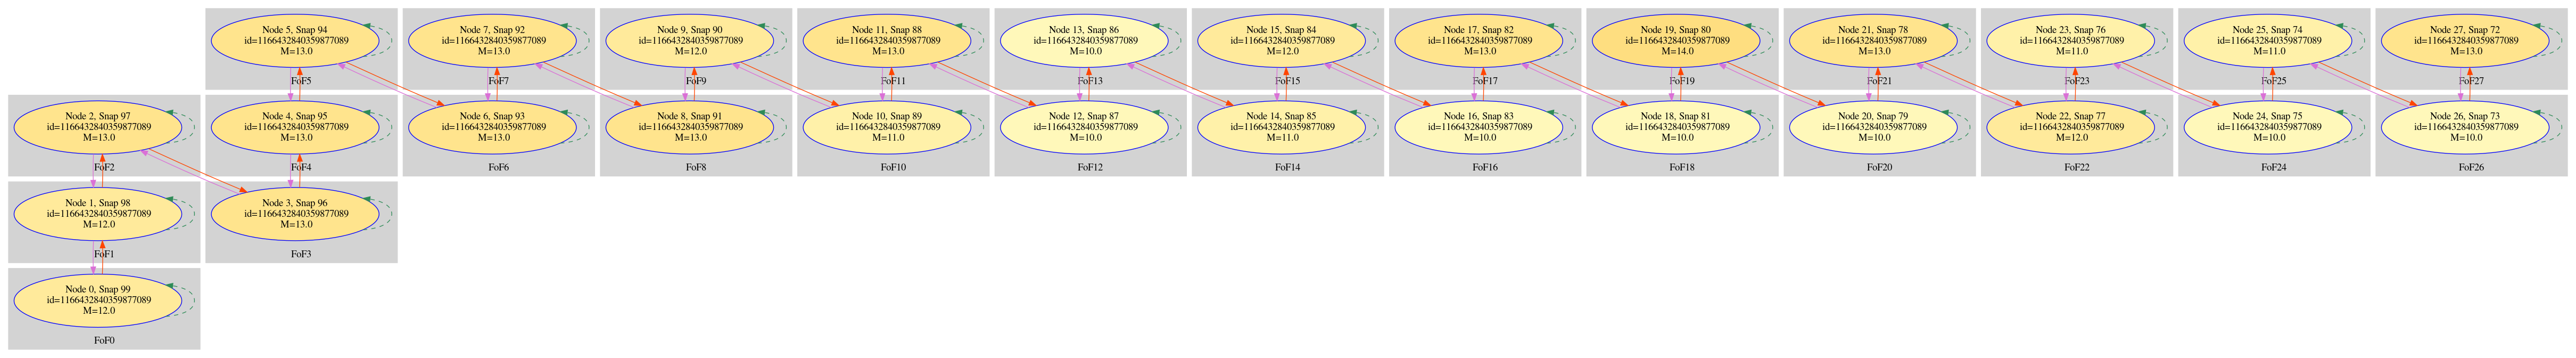 Node 5, Snap 94
id=1166432840359877089
M=13.0
FoF5
Node 7, Snap 92
id=1166432840359877089
M=13.0
FoF7
Node 9, Snap 90
id=1166432840359877089
M=12.0
FoF9
Node 11, Snap 88
id=1166432840359877089
M=13.0
FoF11
Node 13, Snap 86
id=1166432840359877089
M=10.0
FoF13
Node 15, Snap 84
id=1166432840359877089
M=12.0
FoF15
Node 17, Snap 82
id=1166432840359877089
M=13.0
FoF17
Node 19, Snap 80
id=1166432840359877089
M=14.0
FoF19
Node 21, Snap 78
id=1166432840359877089
M=13.0
FoF21
Node 23, Snap 76
id=1166432840359877089
M=11.0
FoF23
Node 25, Snap 74
id=1166432840359877089
M=11.0
FoF25
Node 27, Snap 72
id=1166432840359877089
M=13.0
FoF27
Node 2, Snap 97
id=1166432840359877089
M=13.0
FoF2
Node 4, Snap 95
id=1166432840359877089
M=13.0
FoF4
Node 6, Snap 93
id=1166432840359877089
M=13.0
FoF6
Node 8, Snap 91
id=1166432840359877089
M=13.0
FoF8
Node 10, Snap 89
id=1166432840359877089
M=11.0
FoF10
Node 12, Snap 87
id=1166432840359877089
M=10.0
FoF12
Node 14, Snap 85
id=1166432840359877089
M=11.0
FoF14
Node 16, Snap 83
id=1166432840359877089
M=10.0
FoF16
Node 18, Snap 81
id=1166432840359877089
M=10.0
FoF18
Node 20, Snap 79
id=1166432840359877089
M=10.0
FoF20
Node 22, Snap 77
id=1166432840359877089
M=12.0
FoF22
Node 24, Snap 75
id=1166432840359877089
M=10.0
FoF24
Node 26, Snap 73
id=1166432840359877089
M=10.0
FoF26
Node 1, Snap 98
id=1166432840359877089
M=12.0
FoF1
Node 3, Snap 96
id=1166432840359877089
M=13.0
FoF3
Node 0, Snap 99
id=1166432840359877089
M=12.0
FoF0